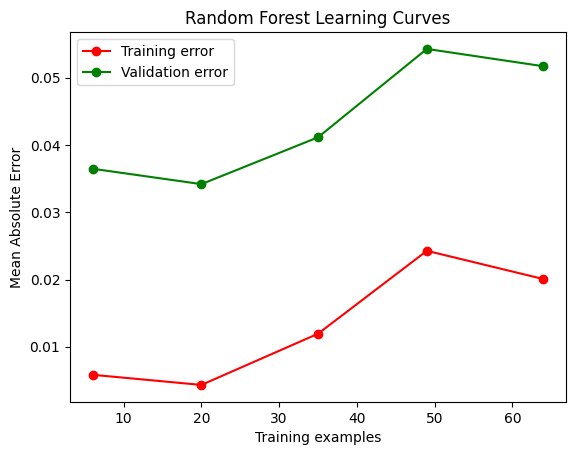 Random Forest Learning Curves
Training error
Validation error
Mean Absolute Error
0.05
0.04
0.03
0.02
0.01
10 20 30 40 50 60
Training examples